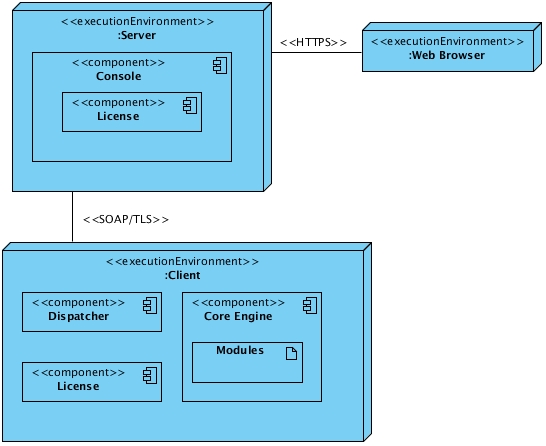 <<executionEnvironment>>
:Server
<<component>>
Console
<<component>>
License
<<HTTPS>>
<<executionEnvironment>>
:Web Browser
<<SOAP/TLS>>
<<executionEnvironment>>
:Client
<<component>>
Dispatcher
<<component>>
Core Engine
Modules
<<component>>
License